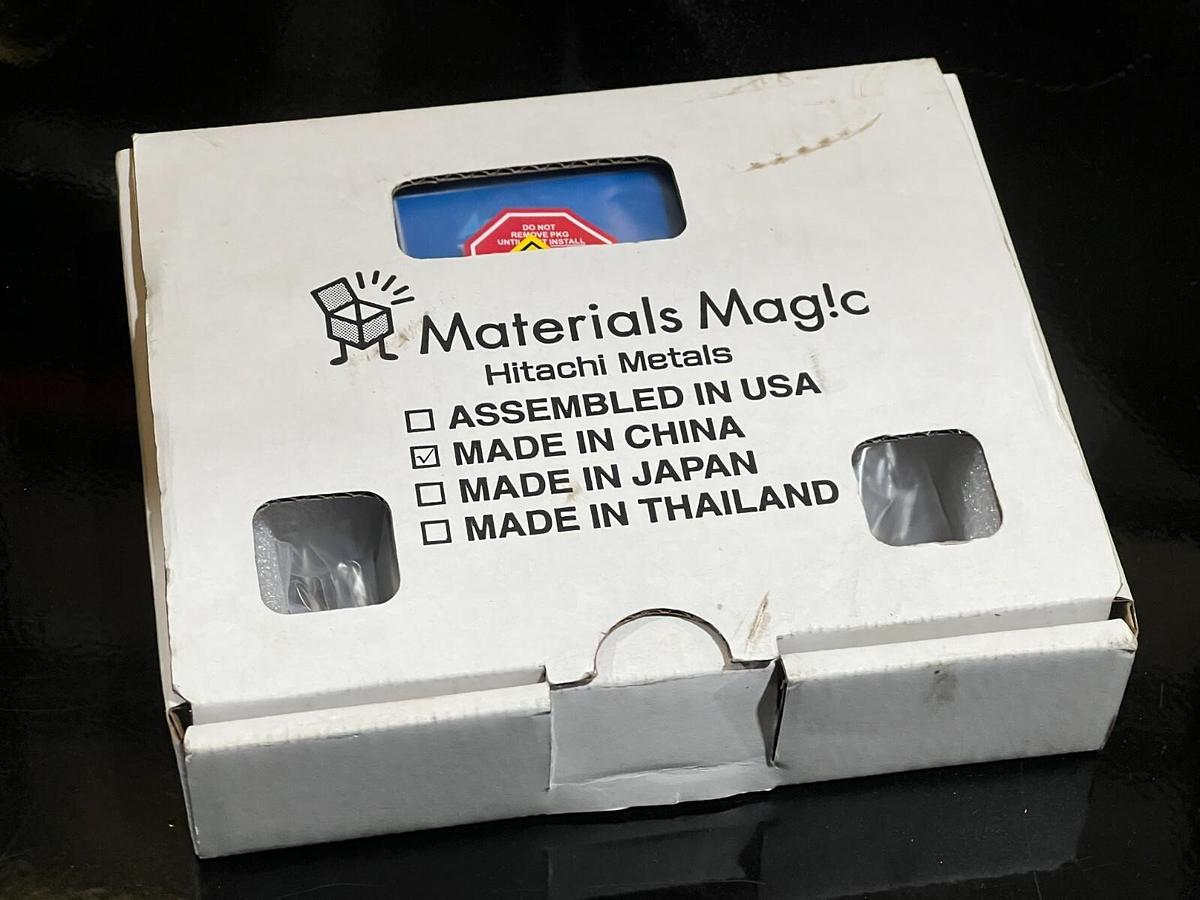 DO NOT
REMOVE PKG
INSTALL
Materials Mag!c
Hitachi Metals
☐ ASSEMBLED IN USA
☑ MADE IN CHINA
☐ MADE IN JAPAN
☐ MADE IN THAILAND